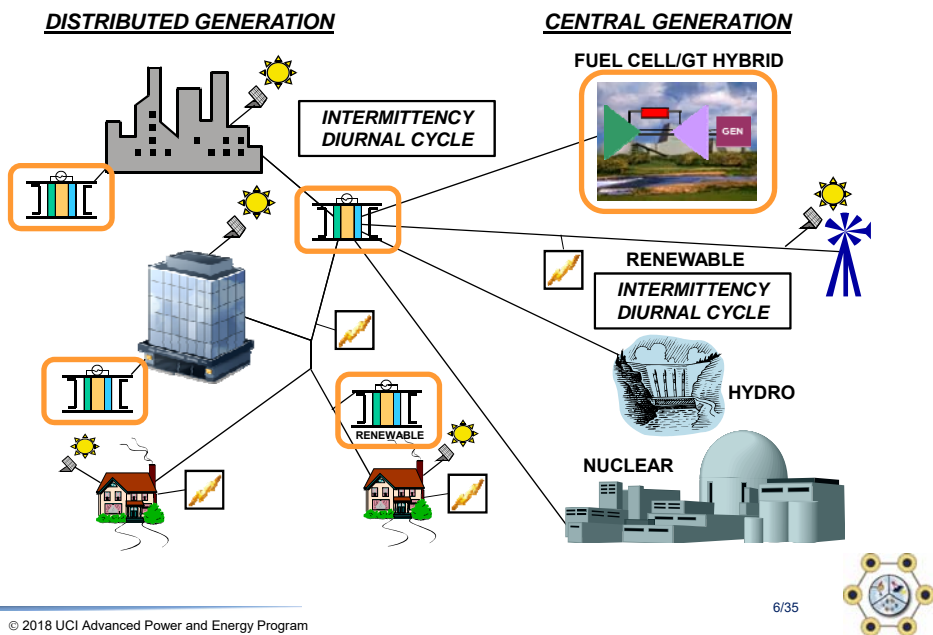 DISTRIBUTED GENERATION
CENTRAL GENERATION
FUEL CELL/GT HYBRID
INTERMITTENCY
DIURNAL CYCLE
GEN
RENEWABLE
INTERMITTENCY
DIURNAL CYCLE
HYDRO
RENEWABLE
NUCLEAR
6/35
© 2018 UCI Advanced Power and Energy Program